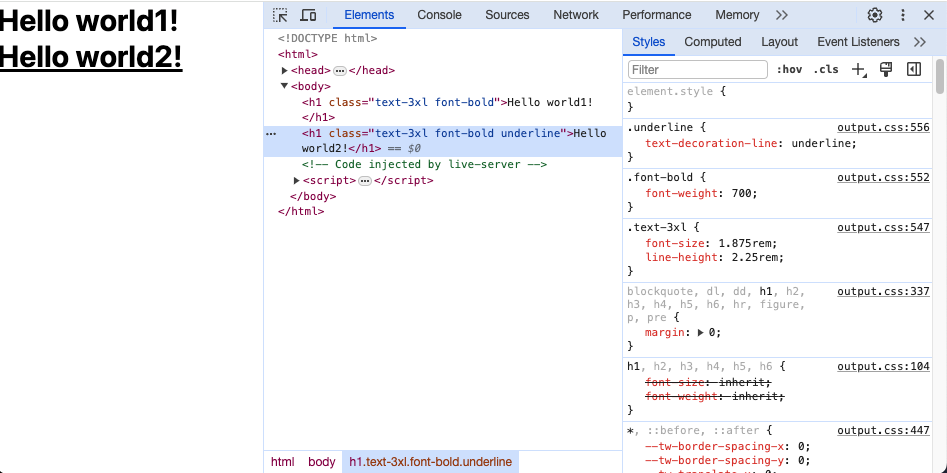 Hello world1!
Hello world2!
Elements Console Sources Network Performance Memory
<!DOCTYPE html>
<html>
<head> ••• </head>
<body>
<h1 class="text-3xl font-bold">Hello world1!
</h1>
••• <h1 class="text-3xl font-bold underline">Hello
world2!</h1> == $0
<!-- Code injected by live-server -->
<script> ••• </script>
</body>
</html>
html body h1.text-3xl.font-bold.underline
Styles Computed Layout Event Listeners
Filter :hov .cls
element.style {
}
.underline { output.css:556
text-decoration-line: underline;
}
.font-bold { output.css:552
font-weight: 700;
}
.text-3xl { output.css:547
font-size: 1.875rem;
line-height: 2.25rem;
}
blockquote, dl, dd, h1, h2, output.css:337
h3, h4, h5, h6, hr, figure,
p, pre {
margin: 0;
}
h1, h2, h3, h4, h5, h6 { output.css:104
font-size: inherit;
font-weight: inherit;
}
*, ::before, ::after { output.css:447
--tw-border-spacing-x: 0;
--tw-border-spacing-y: 0;